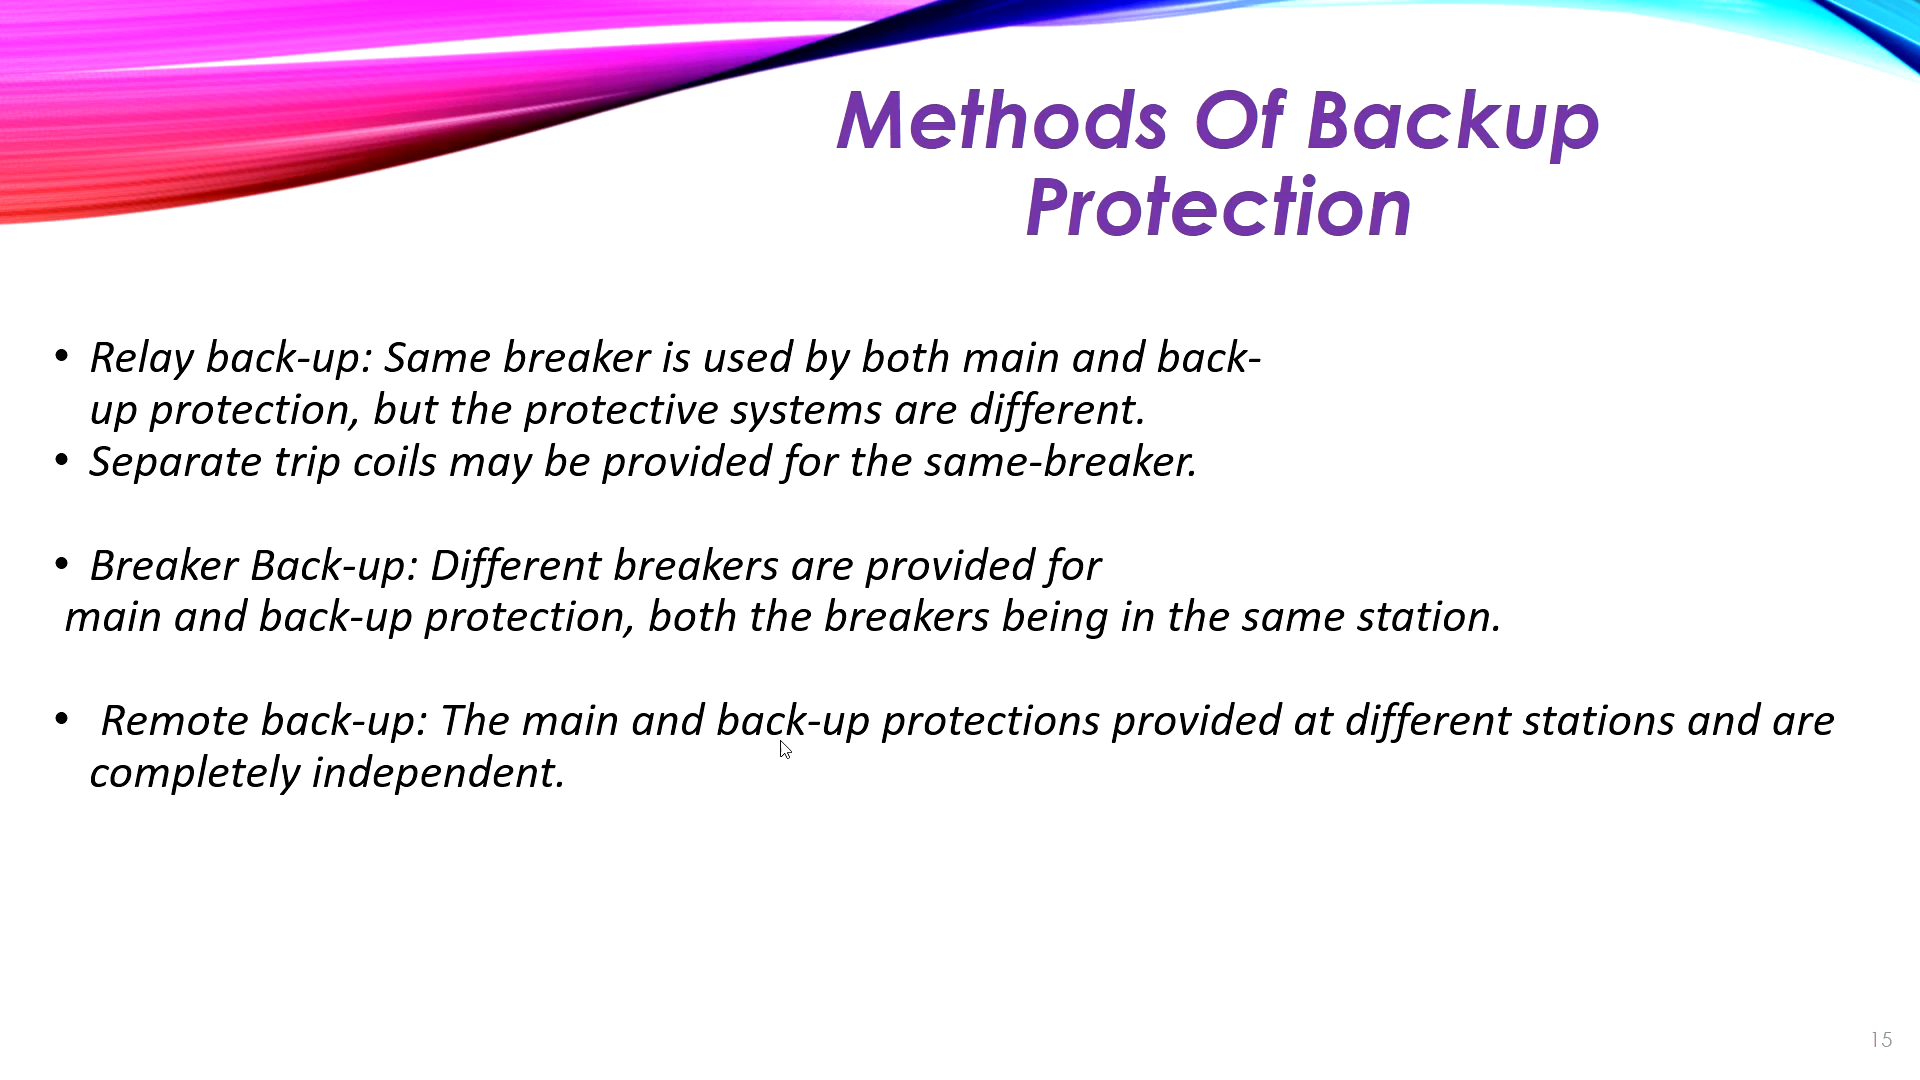 Methods Of Backup
Protection
• Relay back-up: Same breaker is used by both main and back-
up protection, but the protective systems are different.
• Separate trip coils may be provided for the same-breaker.
• Breaker Back-up: Different breakers are provided for
main and back-up protection, both the breakers being in the same station.
• Remote back-up: The main and back-up protections provided at different stations and are
completely independent.
15